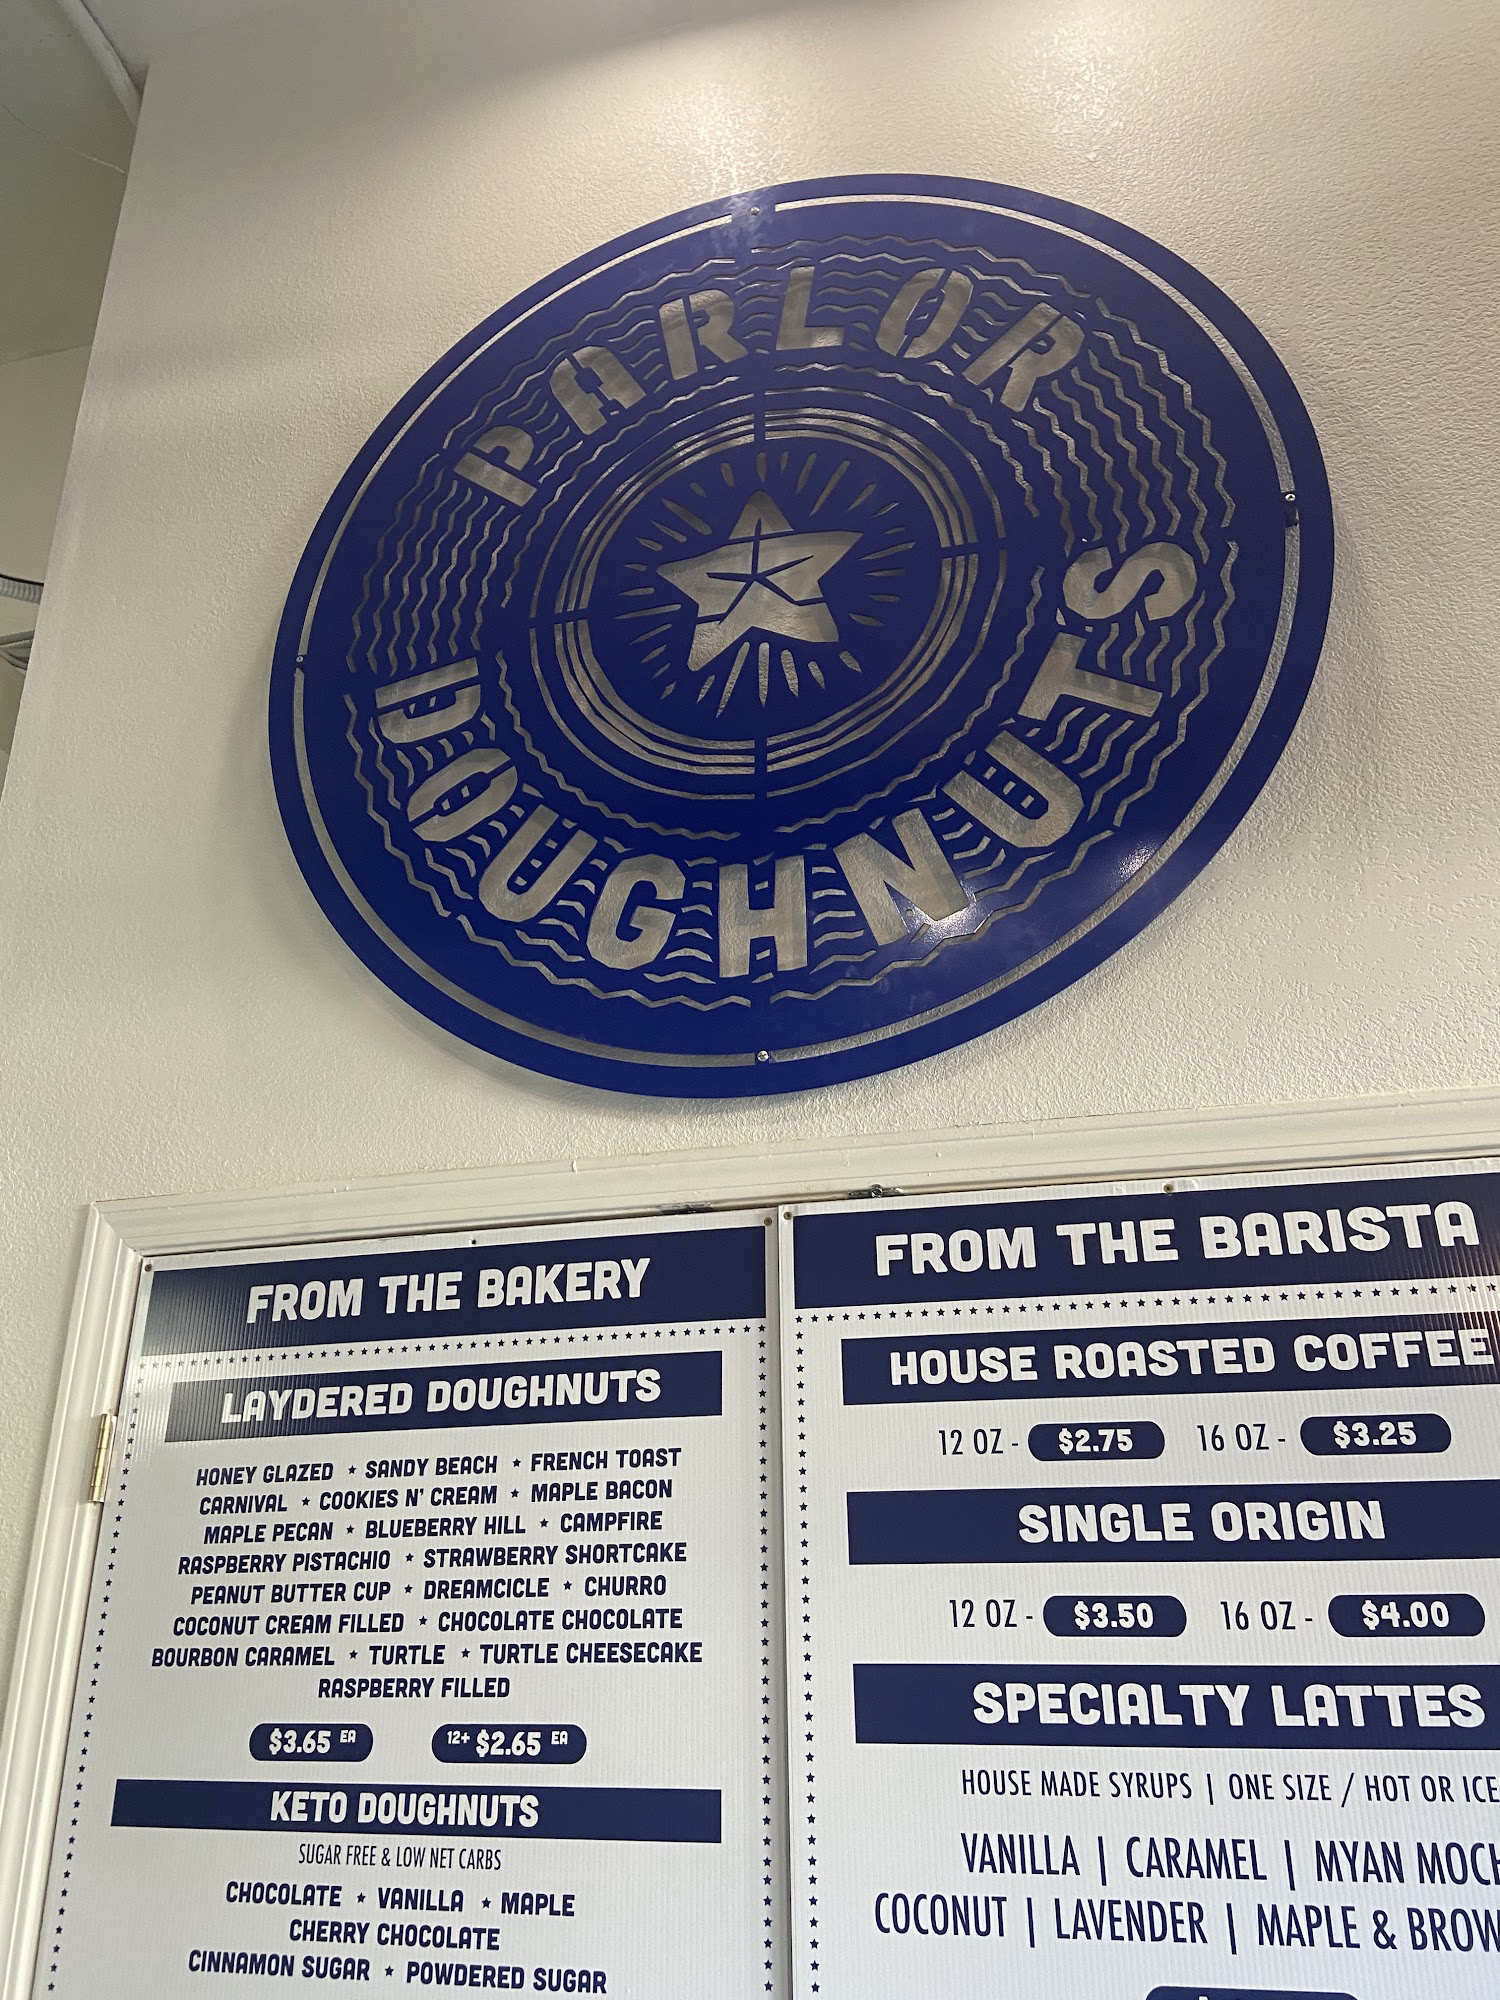 PARLOR
DOUGHNUTS
FROM THE BAKERY
LAYDERED DOUGHNUTS
HONEY GLAZED ★ SANDY BEACH ★ FRENCH TOAST
CARNIVAL ★ COOKIES N' CREAM ★ MAPLE BACON
MAPLE PECAN ★ BLUEBERRY HILL ★ CAMPFIRE
RASPBERRY PISTACHIO ★ STRAWBERRY SHORTCAKE
PEANUT BUTTER CUP ★ DREAMCICLE ★ CHURRO
COCONUT CREAM FILLED ★ CHOCOLATE CHOCOLATE
BOURBON CARAMEL ★ TURTLE ★ TURTLE CHEESECAKE
RASPBERRY FILLED
$3.65 EA 12+ $2.65 EA
KETO DOUGHNUTS
SUGAR FREE & LOW NET CARBS
CHOCOLATE ★ VANILLA ★ MAPLE
CHERRY CHOCOLATE
CINNAMON SUGAR ★ POWDERED SUGAR
FROM THE BARISTA
HOUSE ROASTED COFFEE
12 OZ - $2.75 16 OZ - $3.25
SINGLE ORIGIN
12 OZ - $3.50 16 OZ - $4.00
SPECIALTY LATTES
HOUSE MADE SYRUPS | ONE SIZE / HOT OR ICE
VANILLA | CARAMEL | MYAN MOCH
COCONUT | LAVENDER | MAPLE & BROW